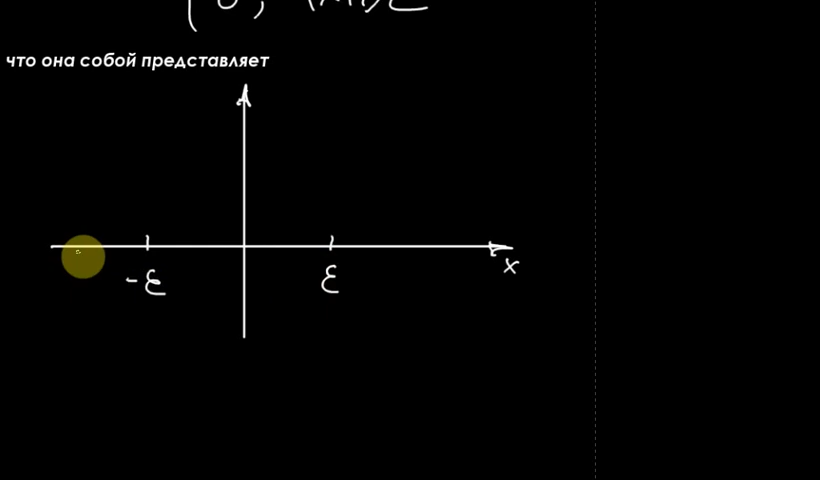 что она собой представляет
-ε ε
x